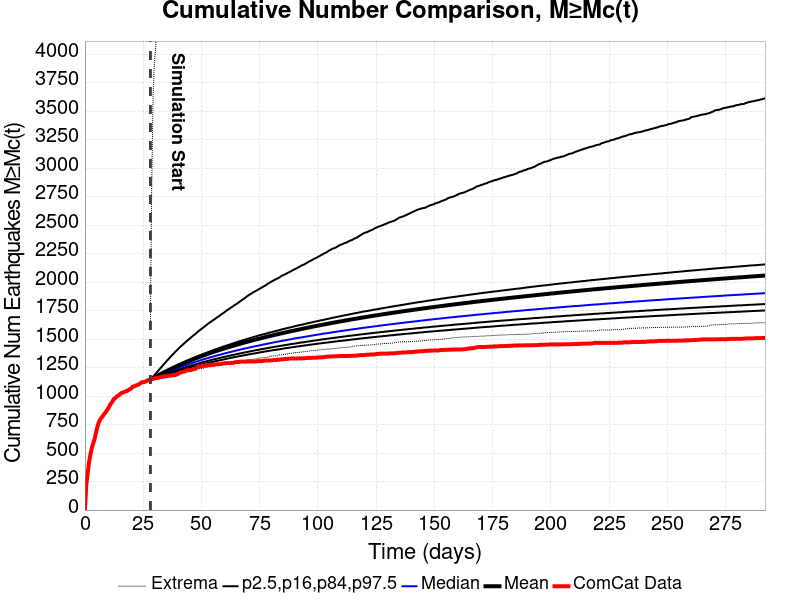 Cumulative Number Comparison, M≥Mc(t)
Cumulative Num Earthquakes M≥Mc(t)
4000
3750
3500
3250
3000
2750
2500
2250
2000
1750
1500
1250
1000
750
500
250
0
Simulation Start
0 25 50 75 100 125 150 175 200 225 250 275
Time (days)
Extrema p2.5,p16,p84,p97.5 Median Mean ComCat Data